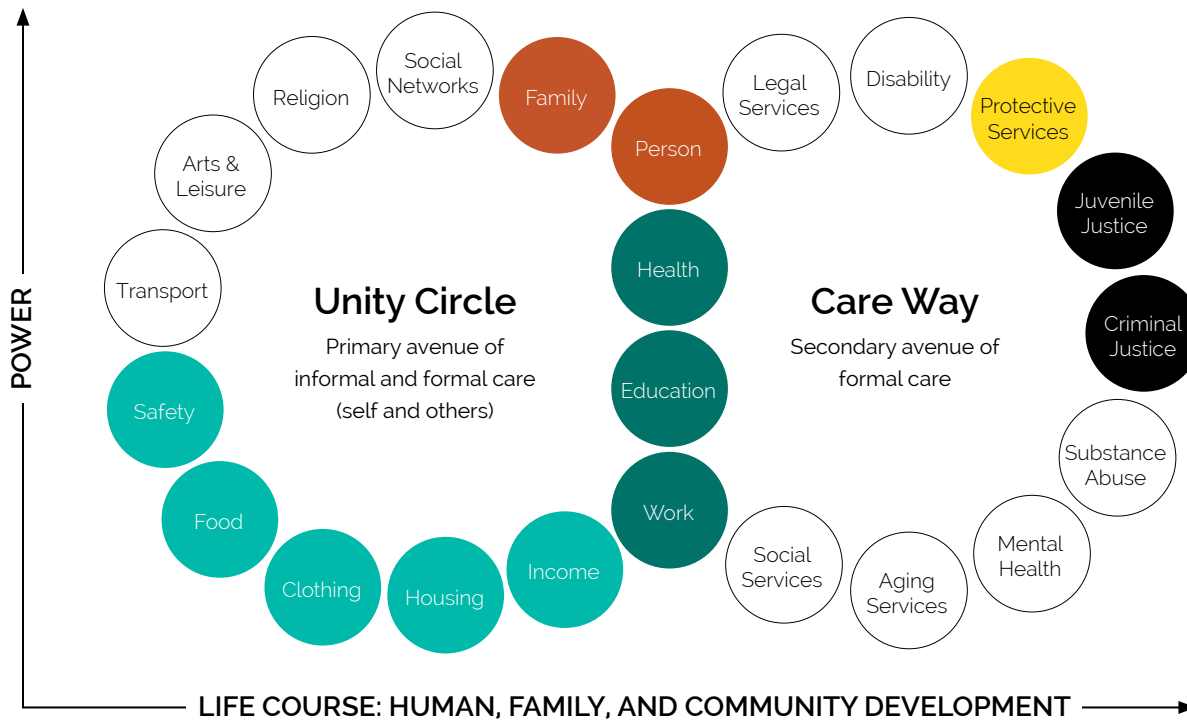 Social
Networks
Family
Religion
Arts &
Leisure
Transport
Safety
Food
Clothing
Housing
Income
Person
Health
Education
Work
Unity Circle
Primary avenue of
informal and formal care
(self and others)
Legal
Services
Disability
Protective
Services
Juvenile
Justice
Criminal
Justice
Substance
Abuse
Mental
Health
Aging
Services
Social
Services
Care Way
Secondary avenue of
formal care
POWER
LIFE COURSE: HUMAN, FAMILY, AND COMMUNITY DEVELOPMENT